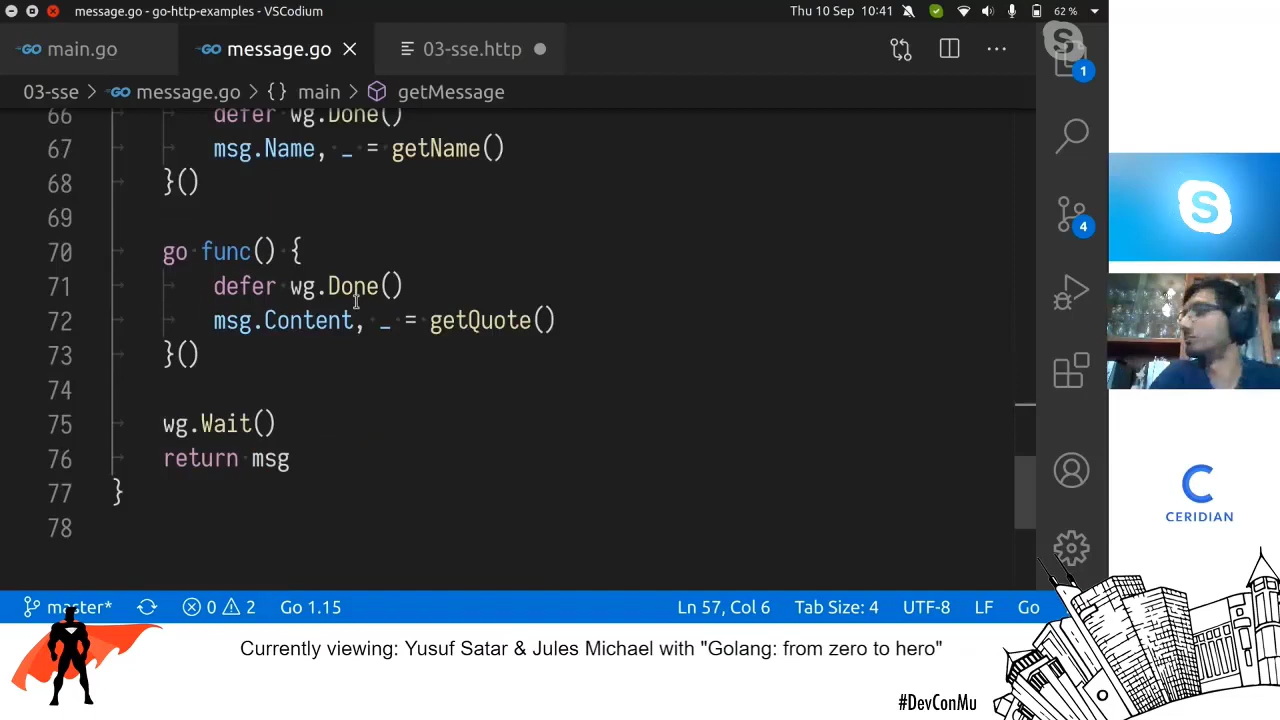 message.go - go-http-examples - VSCodium
Thu 10 Sep 10:41
62 %
main.go
message.go
03-sse.http
1
03-sse > message.go > {} main > getMessage
66 defer wg.Done()
67 msg.Name, _ = getName()
68 }()
69
70 go func() {
71 defer wg.Done()
72 msg.Content, _ = getQuote()
73 }()
74
75 wg.Wait()
76 return msg
77 }
78
4
S
CERIDIAN
master*
0
2
Go 1.15
Ln 57, Col 6
Tab Size: 4
UTF-8
LF
Go
Currently viewing: Yusuf Satar & Jules Michael with "Golang: from zero to hero"
#DevConMu